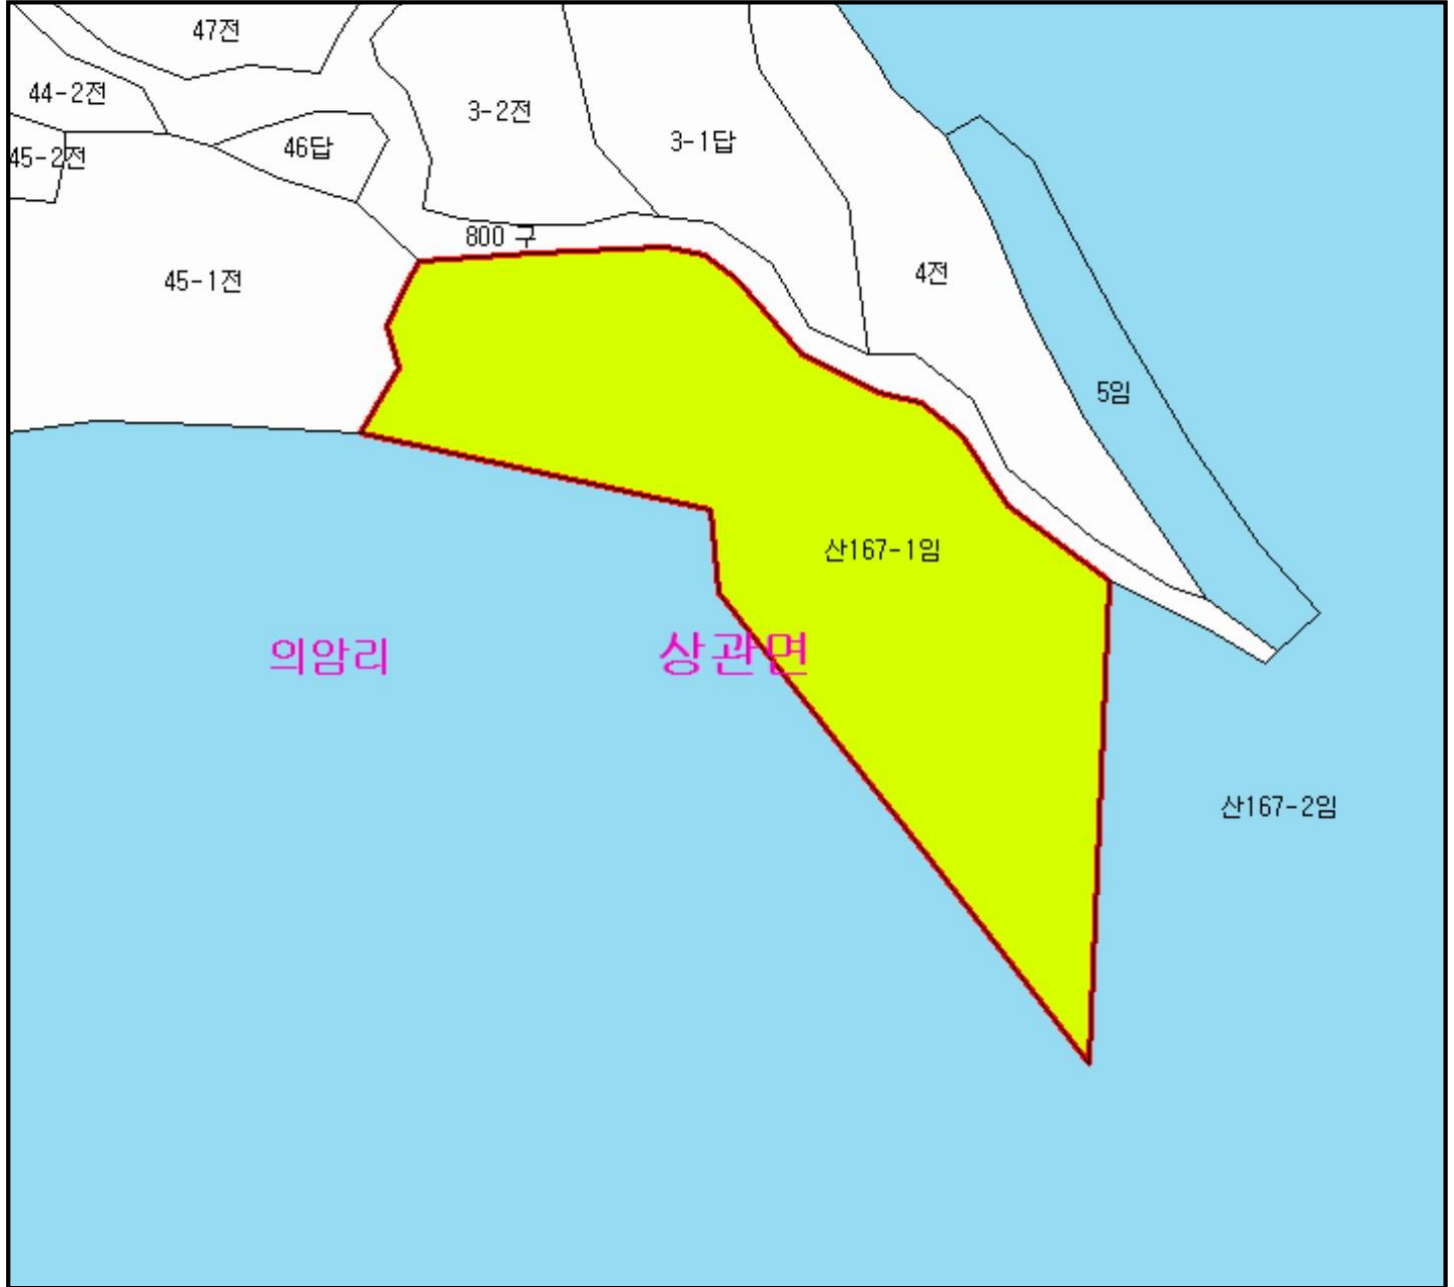 47전
44-2전
3-2전
3-1답
46답
45-2전
800 구
4전
45-1전
5임
산167-1임
의암리
상관면
산167-2임